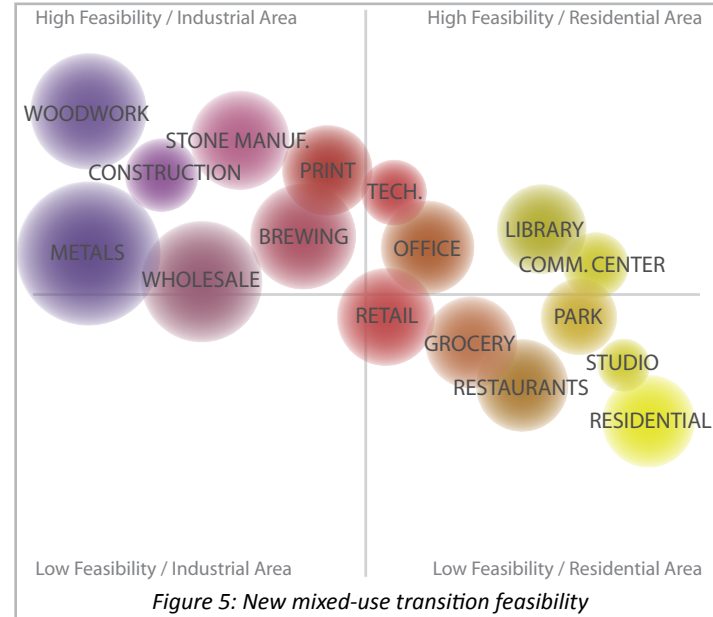 High Feasibility / Industrial Area
High Feasibility / Residential Area
WOODWORK
STONE MANUF.
CONSTRUCTION
PRINT
TECH.
METALS
WHOLESALE
BREWING
OFFICE
LIBRARY
COMM. CENTER
RETAIL
GROCERY
PARK
RESTAURANTS
STUDIO
RESIDENTIAL
Low Feasibility / Industrial Area
Low Feasibility / Residential Area
Figure 5: New mixed-use transition feasibility